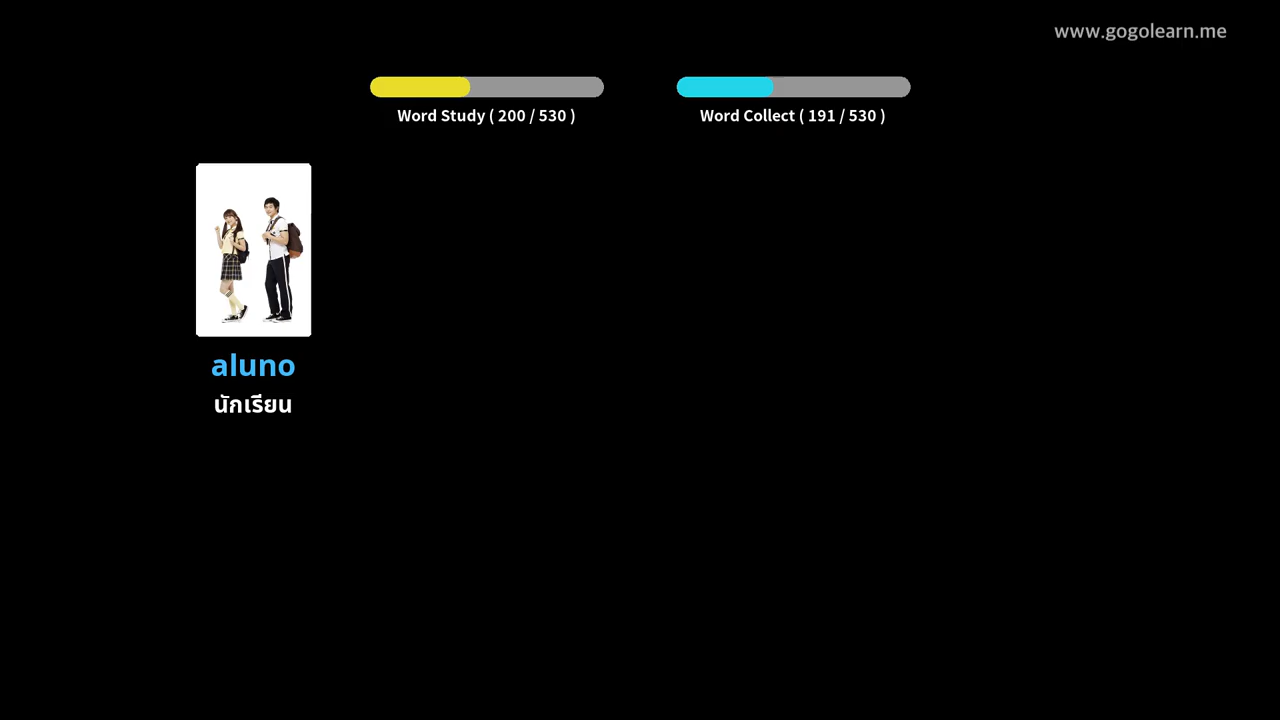 www.gogolearn.me
Word Study ( 200 / 530 )
Word Collect ( 191 / 530 )
aluno
นักเรียน